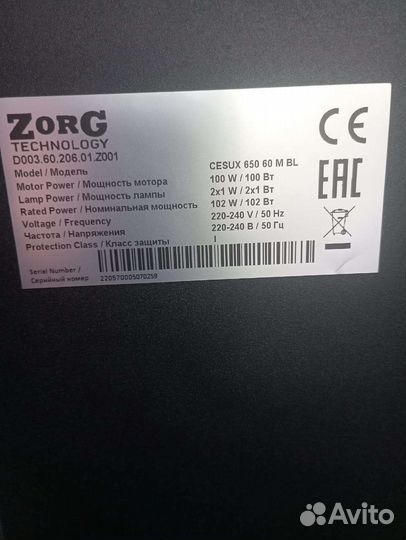 ZORG
TECHNOLOGY
D003.60.206.01.Z001
Model / Модель CESUX 650 60 M BL
Motor Power / Мощность мотора 100 W / 100 Вт
Lamp Power / Мощность лампы 2x1 W / 2x1 Вт
Rated Power / Номинальная мощность 102 W / 102 Вт
Voltage / Frequency 220-240 V / 50 Hz
Частота / Напряжения 220-240 В / 50 Гц
Protection Class / Класс защиты I
Serial Number /
Серийный номер 220570005070259
CE
EAC
Avito